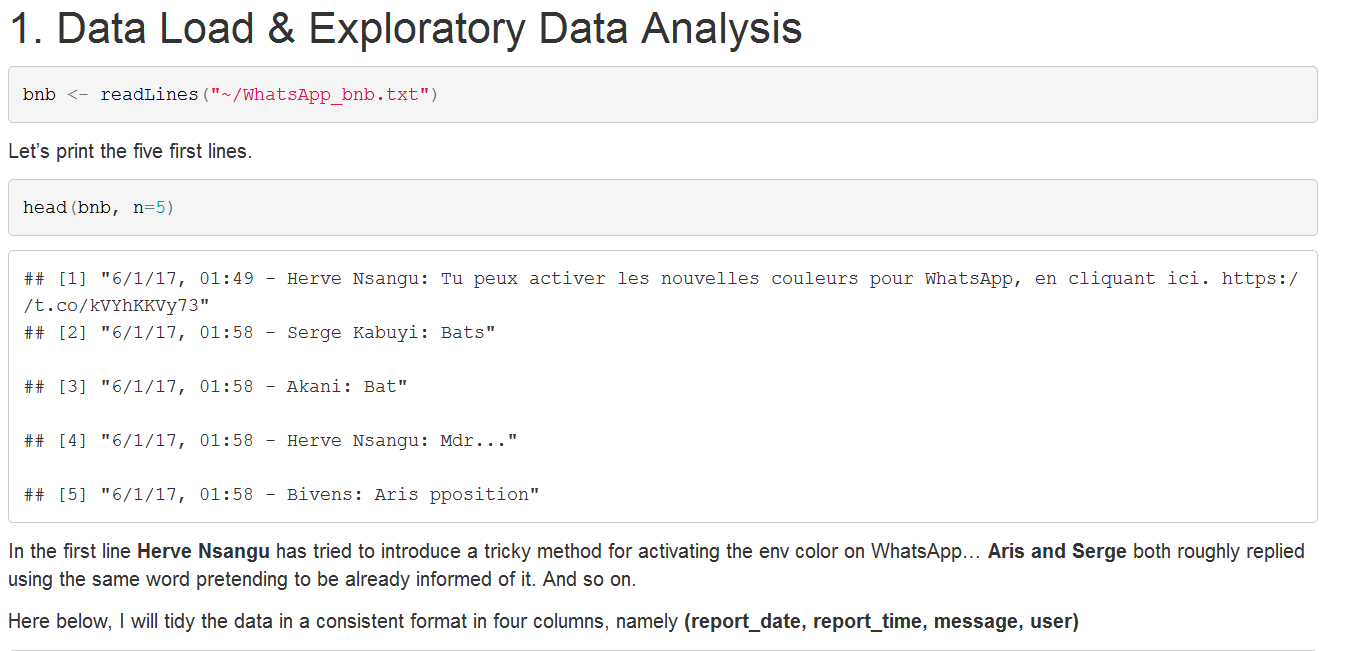 1. Data Load & Exploratory Data Analysis
bnb <- readLines("~/WhatsApp_bnb.txt")
Let’s print the five first lines.
head(bnb, n=5)
## [1] "6/1/17, 01:49 - Herve Nsangu: Tu peux activer les nouvelles couleurs pour WhatsApp, en cliquant ici. https:/
/t.co/kVYhKKVy73"
## [2] "6/1/17, 01:58 - Serge Kabuyi: Bats"
## [3] "6/1/17, 01:58 - Akani: Bat"
## [4] "6/1/17, 01:58 - Herve Nsangu: Mdr..."
## [5] "6/1/17, 01:58 - Bivens: Aris pposition"
In the first line Herve Nsangu has tried to introduce a tricky method for activating the env color on WhatsApp… Aris and Serge both roughly replied
using the same word pretending to be already informed of it. And so on.
Here below, I will tidy the data in a consistent format in four columns, namely (report_date, report_time, message, user)